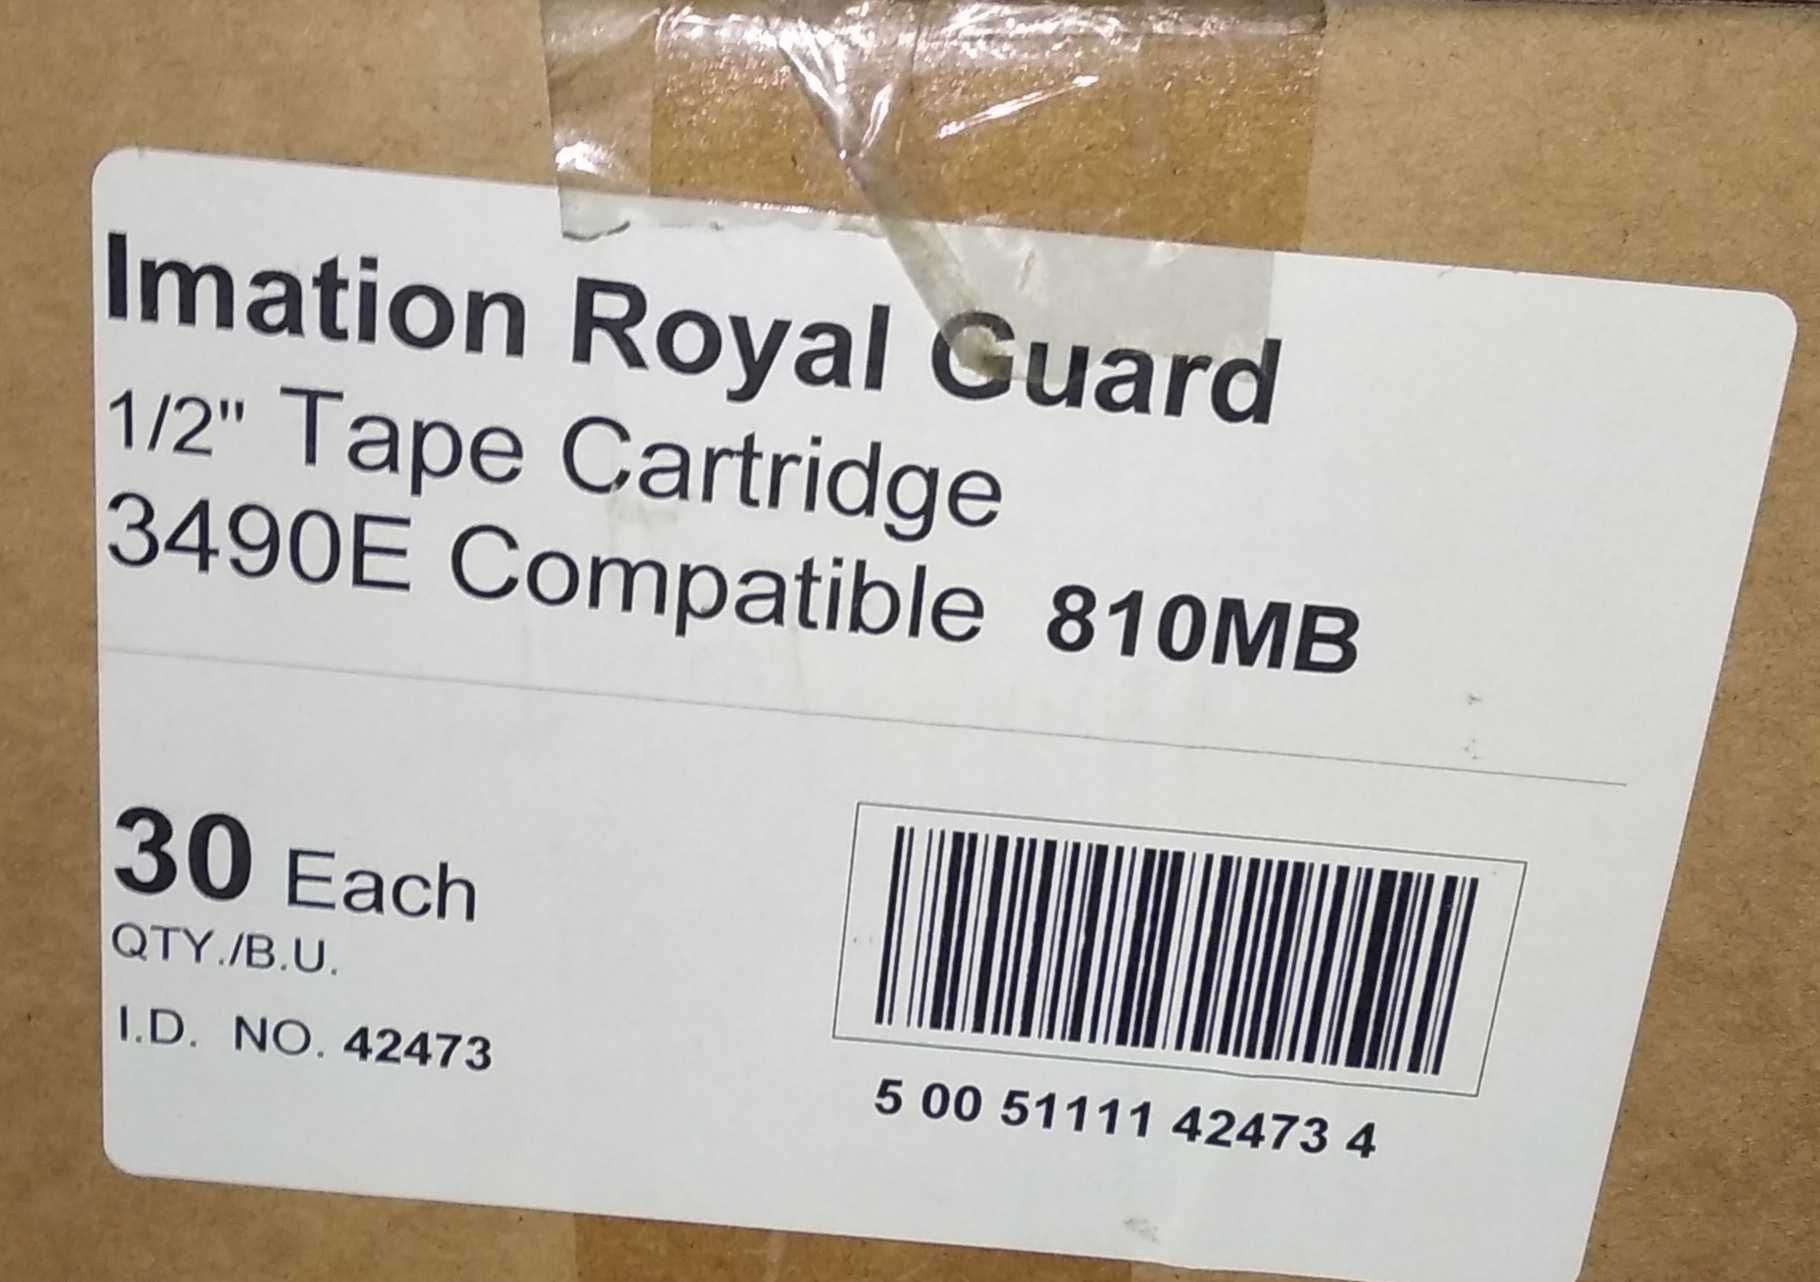 Imation Royal Guard
1/2" Tape Cartridge
3490E Compatible 810MB
30 Each
QTY./B.U.
I.D. NO. 42473
5 00 51111 42473 4